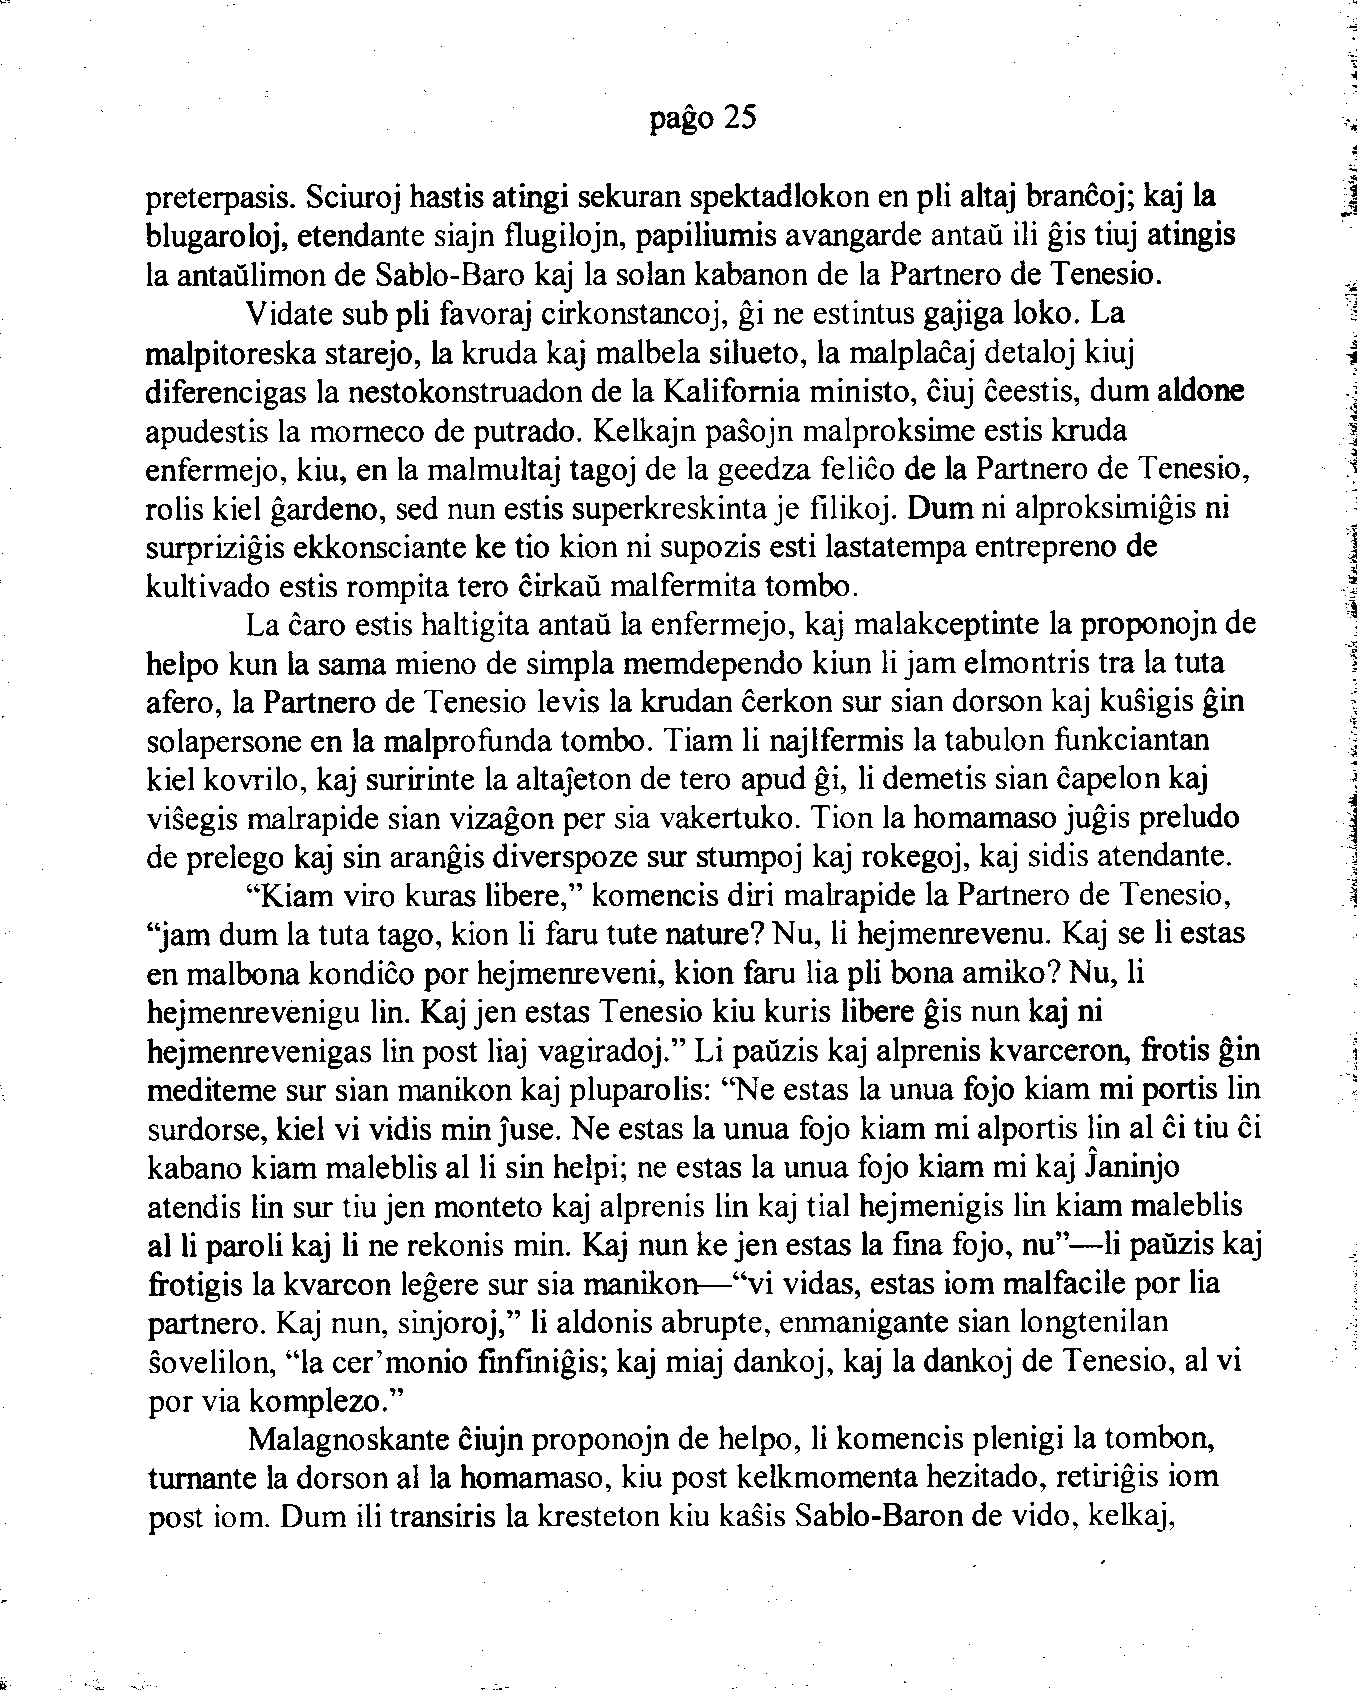 paĝo 25
preterpasis. Sciuroj hastis atingi sekuran spektadlokon en pli altaj branĉoj; kaj la
blugaroloj, etendante siajn flugilojn, papiliumis avangarde antaŭ ili ĝis tiuj atingis
la antaŭlimon de Sablo-Baro kaj la solan kabanon de la Partnero de Tenesio.
Vidate sub pli favoraj cirkonstancoj, ĝi ne estintus gajiga loko. La
malpitoreska starejo, la kruda kaj malbela silueto, la malplaĉaj detaloj kiuj
diferencigas la nestokonstruadon de la Kalifornia ministo, ĉiuj ĉeestis, dum aldone
apudestis la morneco de putrado. Kelkajn paŝojn malproksime estis kruda
enfermejo, kiu, en la malmultaj tagoj de la geedza feliĉo de la Partnero de Tenesio,
rolis kiel ĝardeno, sed nun estis superkreskinta je filikoj. Dum ni alproksimiĝis ni
surpriziĝis ekkonsciante ke tio kion ni supozis esti lastatempa entrepreno de
kultivado estis rompita tero ĉirkaŭ malfermita tombo.
La ĉaro estis haltigita antaŭ la enfermejo, kaj malakceptinte la proponojn de
helpo kun la sama mieno de simpla memdependo kiun li jam elmontris tra la tuta
afero, la Partnero de Tenesio levis la krudan ĉerkon sur sian dorson kaj kuŝigis ĝin
solapersone en la malprofunda tombo. Tiam li najlfermis la tabulon funkciantan
kiel kovrilo, kaj suririnte la altaĵeton de tero apud ĝi, li demetis sian ĉapelon kaj
viŝegis malrapide sian vizaĝon per sia vakertuko. Tion la homamaso juĝis preludo
de prelego kaj sin aranĝis diverspoze sur stumpoj kaj rokegoj, kaj sidis atendante.
“Kiam viro kuras libere,” komencis diri malrapide la Partnero de Tenesio,
“jam dum la tuta tago, kion li faru tute nature? Nu, li hejmenrevenu. Kaj se li estas
en malbona kondiĉo por hejmenreveni, kion faru lia pli bona amiko? Nu, li
hejmenrevenigu lin. Kaj jen estas Tenesio kiu kuris libere ĝis nun kaj ni
hejmenrevenigas lin post liaj vagiradoj.” Li paŭzis kaj alprenis kvarceron, frotis ĝin
mediteme sur sian manikon kaj pluparolis: “Ne estas la unua fojo kiam mi portis lin
surdorse, kiel vi vidis min ĵuse. Ne estas la unua fojo kiam mi alportis lin al ĉi tiu ĉi
kabano kiam maleblis al li sin helpi; ne estas la unua fojo kiam mi kaj Ĵaninjo
atendis lin sur tiu jen monteto kaj alprenis lin kaj tial hejmenigis lin kiam maleblis
al li paroli kaj li ne rekonis min. Kaj nun ke jen estas la fina fojo, nu”—li paŭzis kaj
frotigis la kvarcon leĝere sur sia manikon—“vi vidas, estas iom malfacile por lia
partnero. Kaj nun, sinjoroj,” li aldonis abrupte, enmanigante sian longtenilan
ŝovelilon, “la cer’monio finfiniĝis; kaj miaj dankoj, kaj la dankoj de Tenesio, al vi
por via komplezo.”
Malagnoskante ĉiujn proponojn de helpo, li komencis plenigi la tombon,
turnante la dorson al la homamaso, kiu post kelkmomenta hezitado, retiriĝis iom
post iom. Dum ili transiris la kresteton kiu kaŝis Sablo-Baron de vido, kelkaj,